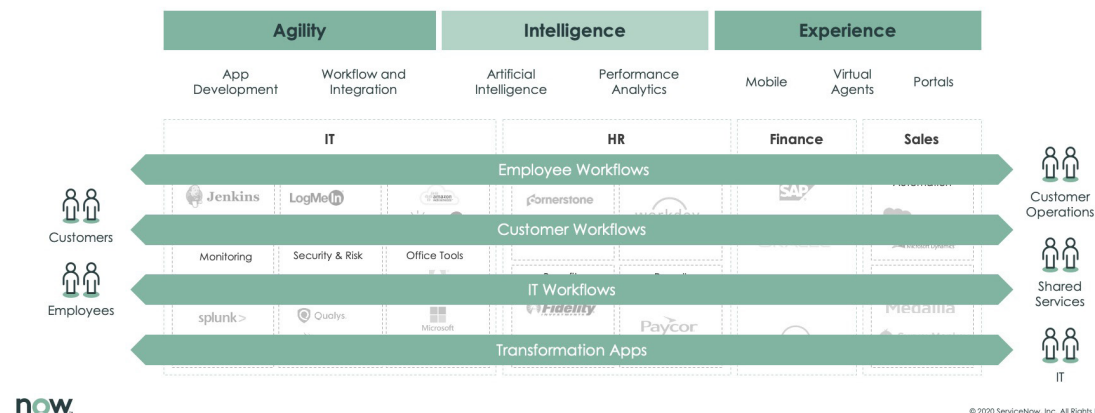 Agility
Intelligence
Experience
App
Development
Workflow and
Integration
Artificial
Intelligence
Performance
Analytics
Mobile
Virtual
Agents
Portals
IT
HR
Finance
Sales
Employee Workflows
Jenkins
LogMeIn
Cornerstone
SAP
Customer
Operations
Customers
Customer Workflows
Monitoring
Security & Risk
Office Tools
Employees
IT Workflows
Shared
Services
splunk>
Qualys.
Microsoft
Fidelity
Paycor
Medallia
Transformation Apps
IT
now.
© 2020 ServiceNow, Inc. All Rights